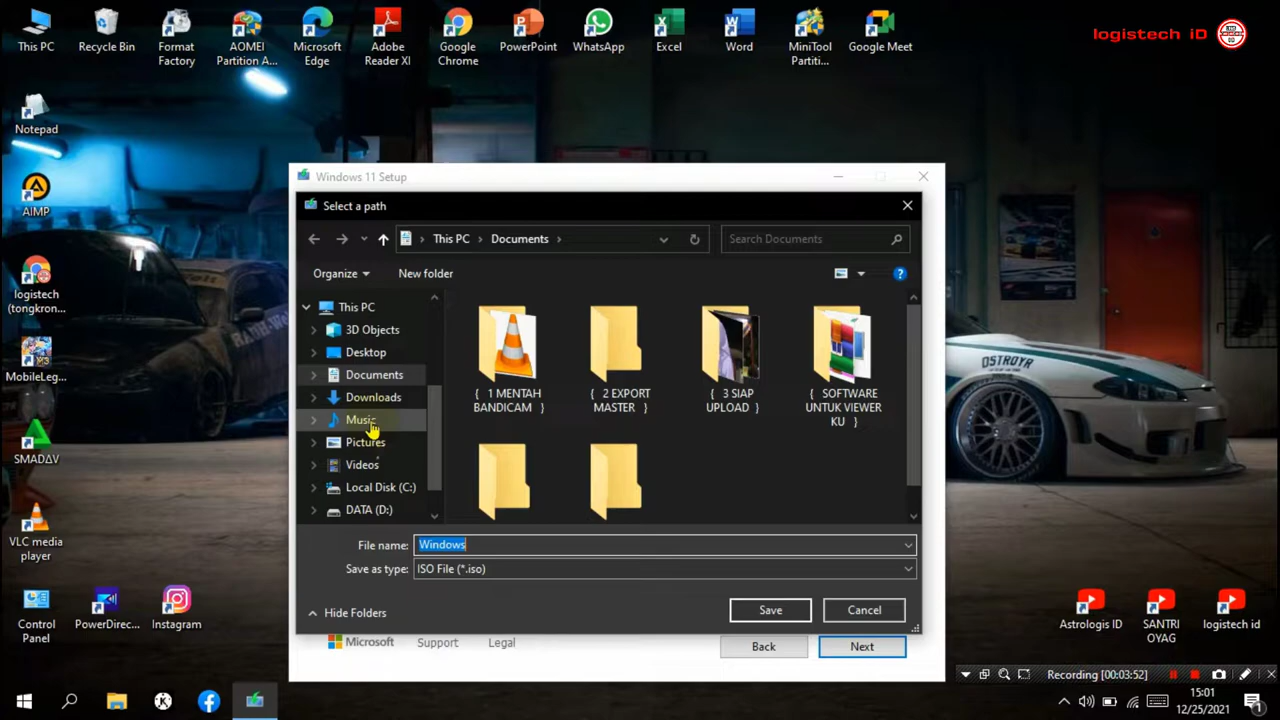 logistech iD
This PC
Recycle Bin
Format
Factory
AOMEI
Partition A...
Microsoft
Edge
Adobe
Reader XI
Google
Chrome
PowerPoint
WhatsApp
Excel
Word
MiniTool
Partiti...
Google Meet
Notepad
AIMP
logistech
(tongkron...
MobileLeg...
SMADΔV
VLC media
player
Control
Panel
PowerDirec...
Instagram
Windows 11 Setup
Select a path
This PC
Documents
Search Documents
Organize
New folder
This PC
3D Objects
Desktop
Documents
Downloads
Music
Pictures
Videos
Local Disk (C:)
DATA (D:)
{ 1 MENTAH
BANDICAM }
{ 2 EXPORT
MASTER }
{ 3 SIAP
UPLOAD }
{ SOFTWARE
UNTUK VIEWER
KU }
File name: Windows
Save as type: ISO File (*.iso)
Hide Folders
Save
Cancel
Microsoft
Support
Legal
Back
Next
DSTROYR
Astrologis ID
SANTRI
OYAG
logistech id
Recording [00:03:52]
15:01
12/25/2021